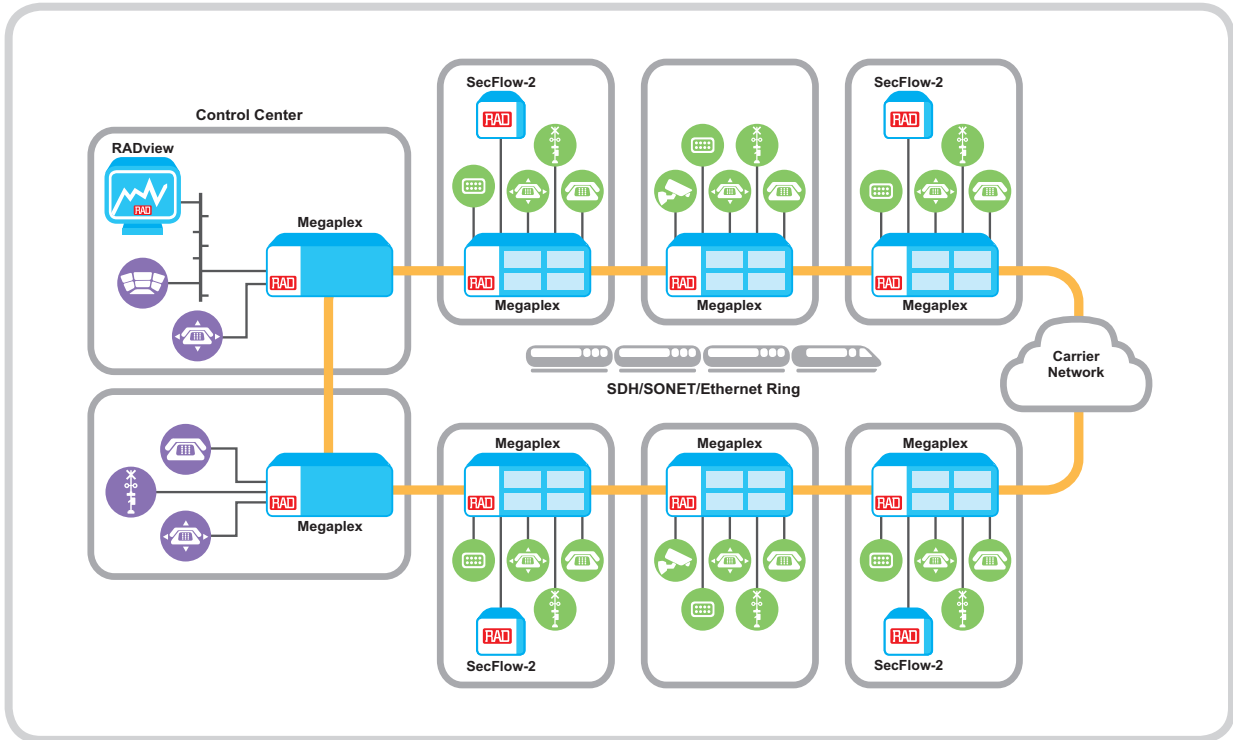 SecFlow-2
SecFlow-2
Control Center
RADview
RAD
RAD
RAD
Megaplex
RAD
RAD
RAD
RAD
Megaplex
Megaplex
Megaplex
Carrier
Network
SDH/SONET/Ethernet Ring
Megaplex
Megaplex
Megaplex
RAD
RAD
RAD
RAD
Megaplex
RAD
RAD
SecFlow-2
SecFlow-2